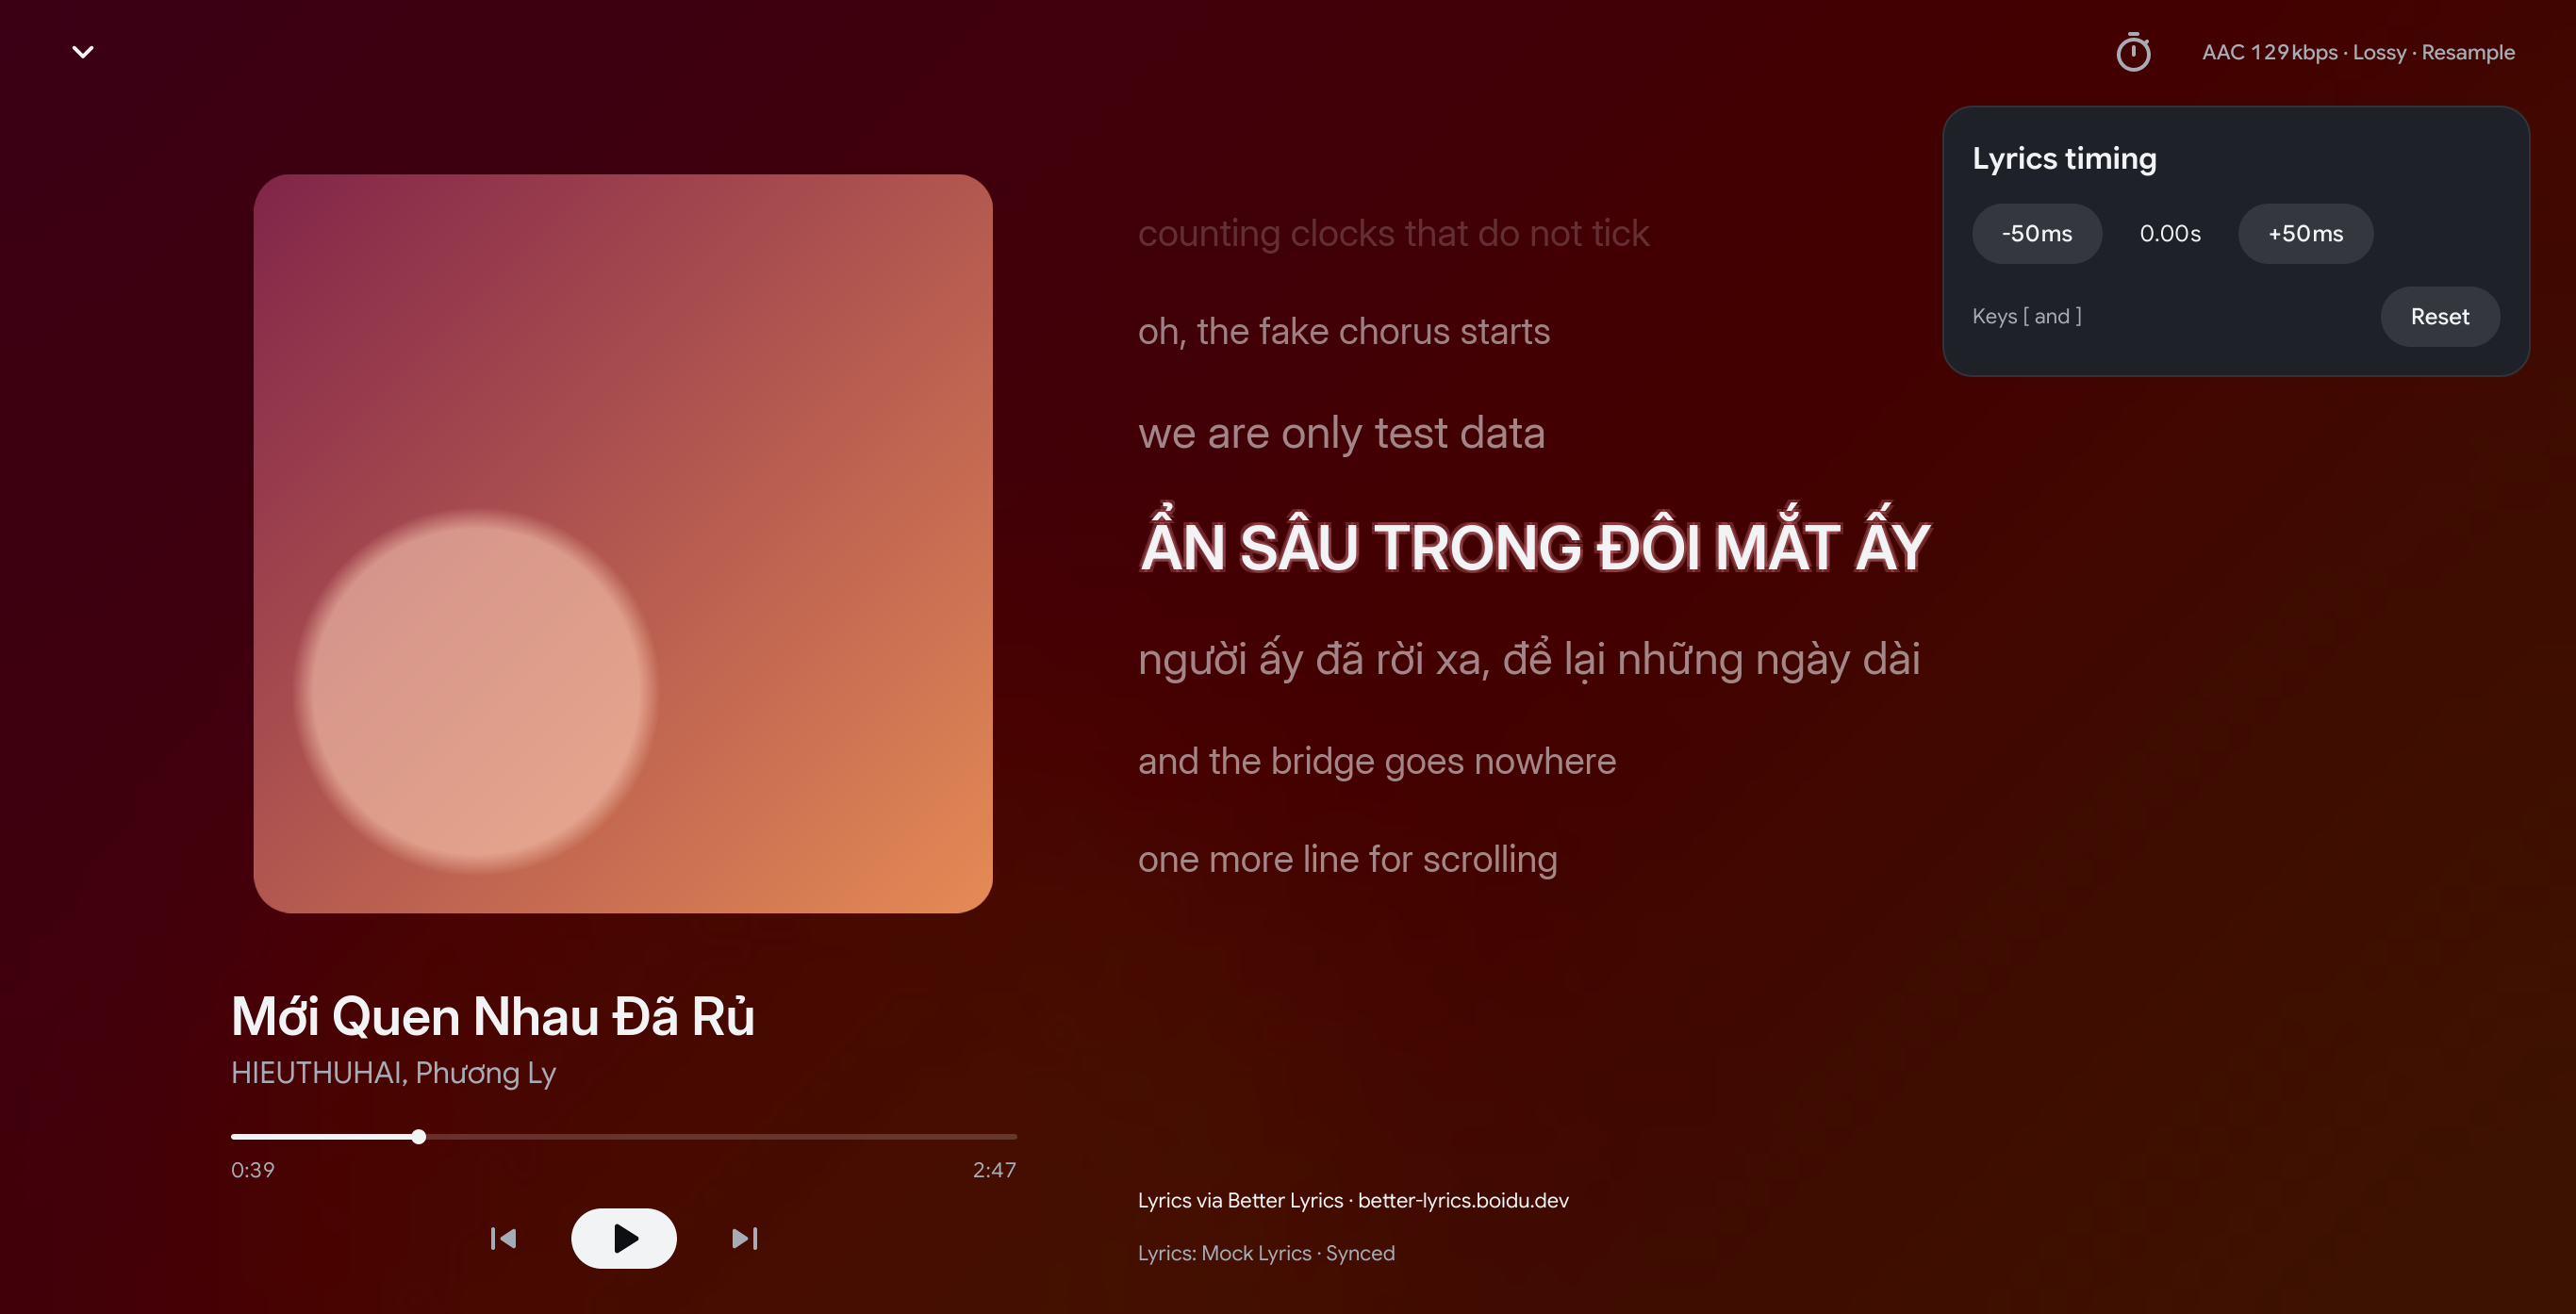 AAC 129kbps · Lossy · Resample
Lyrics timing
-50ms 0.00s +50ms
Keys [ and ] Reset
counting clocks that do not tick
oh, the fake chorus starts
we are only test data
ẨN SÂU TRONG ĐÔI MẮT ẤY
người ấy đã rời xa, để lại những ngày dài
and the bridge goes nowhere
one more line for scrolling
Mới Quen Nhau Đã Rủ
HIEUTHUHAI, Phương Ly
0:39 2:47
Lyrics via Better Lyrics · better-lyrics.boidu.dev
Lyrics: Mock Lyrics · Synced